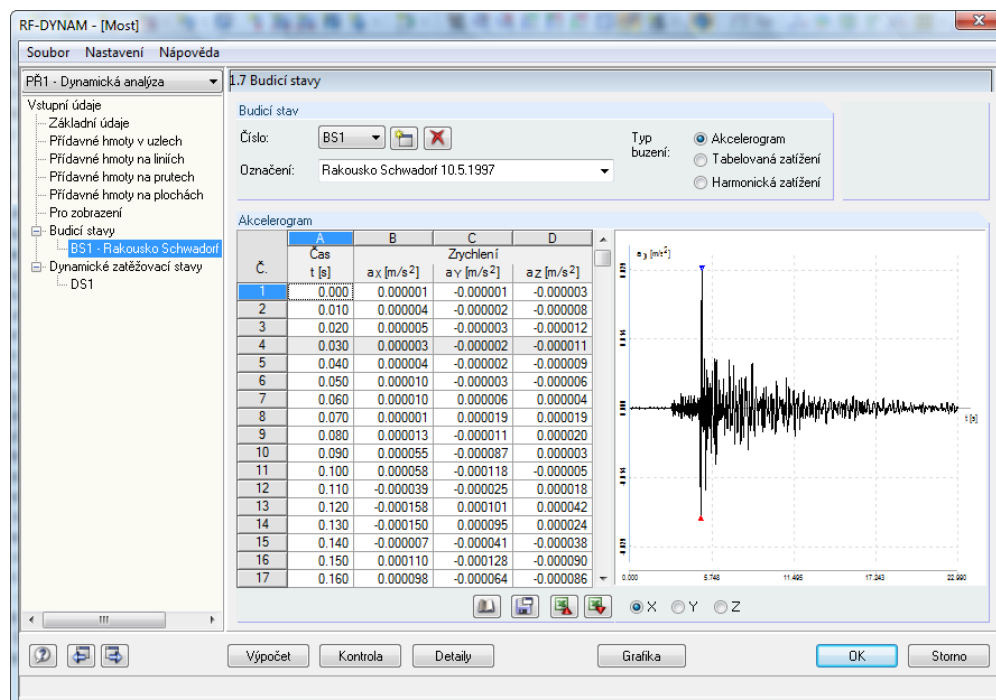 RF-DYNAM - [Most]
Soubor Nastavení Nápověda
PŘ1 - Dynamická analýza
1.7 Budicí stavy
Vstupní údaje
Základní údaje
Přídavné hmoty v uzlech
Přídavné hmoty na liniích
Přídavné hmoty na prutech
Přídavné hmoty na plochách
Pro zobrazení
Budicí stavy
BS1 - Rakousko Schwadorf
Dynamické zatěžovací stavy
DS1
Budicí stav
Číslo:
BS1
Označení:
Rakousko Schwadorf 10.5.1997
Typ
buzení:
Akcelerogram
Tabelovaná zatížení
Harmonická zatížení
Akcelerogram
A B C D
Č. Čas Zrychlení
t [s] aX [m/s²] aY [m/s²] aZ [m/s²]
1 0.000 0.000001 -0.000001 -0.000003
2 0.010 0.000004 -0.000002 -0.000008
3 0.020 0.000005 -0.000003 -0.000012
4 0.030 0.000003 -0.000002 -0.000011
5 0.040 0.000004 -0.000002 -0.000009
6 0.050 0.000010 -0.000003 -0.000006
7 0.060 0.000010 0.000006 0.000004
8 0.070 0.000001 0.000019 0.000019
9 0.080 0.000013 -0.000011 0.000020
10 0.090 0.000055 -0.000087 0.000003
11 0.100 0.000058 -0.000118 -0.000005
12 0.110 -0.000039 -0.000025 0.000018
13 0.120 -0.000158 0.000101 0.000042
14 0.130 -0.000150 0.000095 0.000024
15 0.140 -0.000007 -0.000041 -0.000038
16 0.150 0.000110 -0.000128 -0.000090
17 0.160 0.000098 -0.000064 -0.000086
t [s]
0.000 5.748 11.495 17.243 22.990
X Y Z
Výpočet Kontrola Detaily Grafika OK Storno